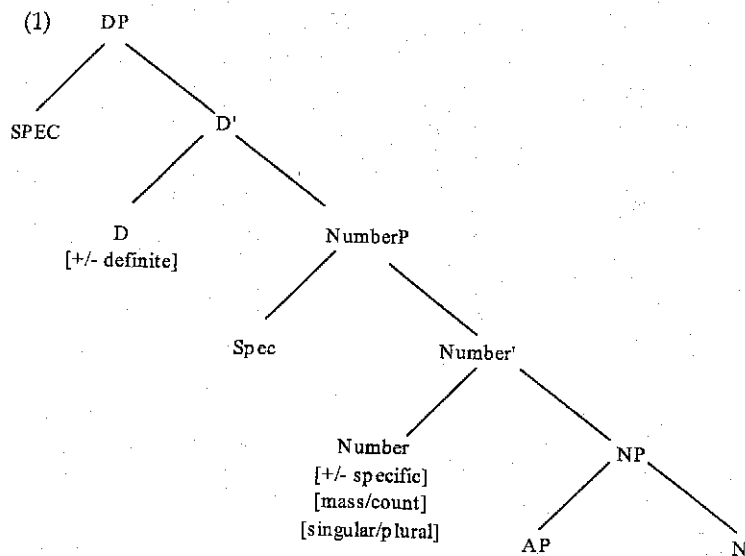 (1) DP
SPEC D'
D NumberP
[+/- definite]
Spec Number'
Number NP
[+/- specific]
[mass/count]
[singular/plural]
AP N